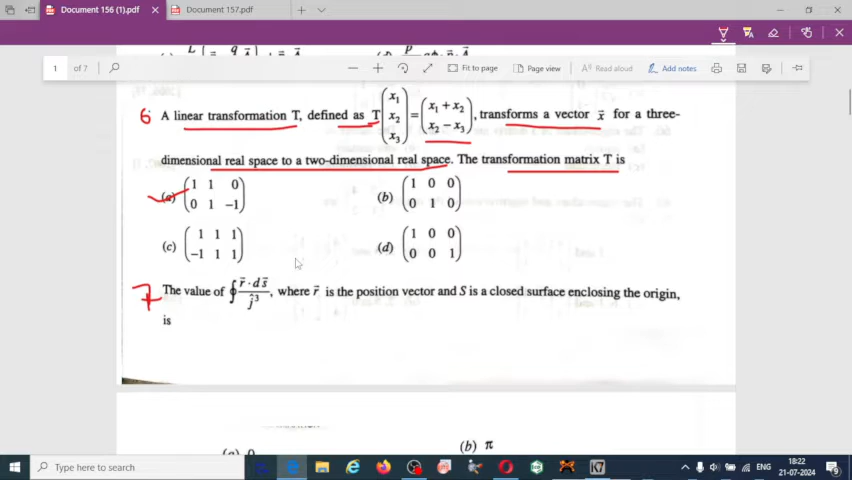 Document 156 (1).pdf
Document 157.pdf
1 of 7
Fit to page
Page view
Read aloud
Add notes
6. A linear transformation T, defined as T (x₁ x₂ x₃) = (x₁ + x₂ x₂ − x₃), transforms a vector x⃗ for a three-
dimensional real space to a two-dimensional real space. The transformation matrix T is
(a) (1 1 0 0 1 −1)
(b) (1 0 0 0 1 0)
(c) (1 1 1 −1 1 1)
(d) (1 0 0 0 0 1)
7 The value of ∮ r⃗ · ds⃗ / ĵ³, where r⃗ is the position vector and S is a closed surface enclosing the origin,
is
(a) 0
(b) π
Type here to search
K7
ENG
18:22
21-07-2024